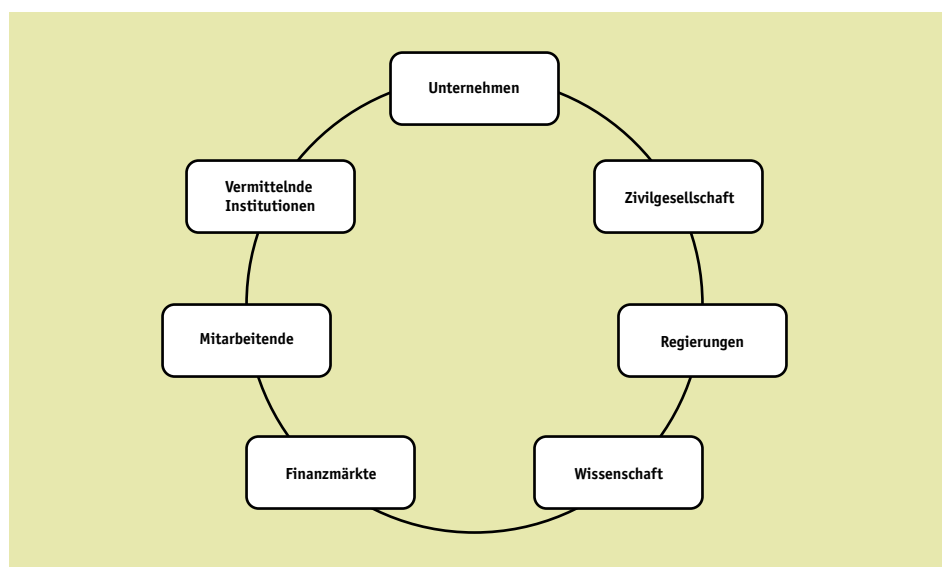 Unternehmen
Vermittelnde
Institutionen
Zivilgesellschaft
Mitarbeitende
Regierungen
Finanzmärkte
Wissenschaft